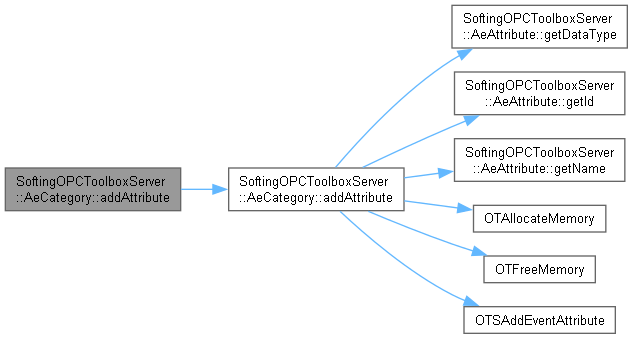 SoftingOPCToolboxServer
::AeCategory::addAttribute
SoftingOPCToolboxServer
::AeCategory::addAttribute
SoftingOPCToolboxServer
::AeAttribute::getDataType
SoftingOPCToolboxServer
::AeAttribute::getId
SoftingOPCToolboxServer
::AeAttribute::getName
OTAllocateMemory
OTFreeMemory
OTSAddEventAttribute